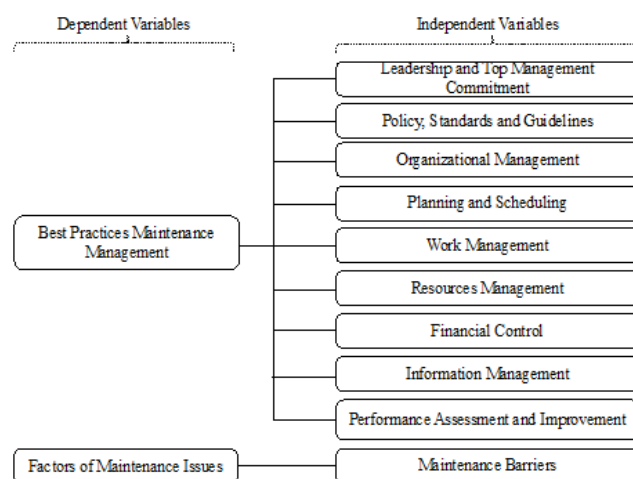 Dependent Variables
Independent Variables
Leadership and Top Management
Commitment
Policy, Standards and Guidelines
Organizational Management
Planning and Scheduling
Best Practices Maintenance
Management
Work Management
Resources Management
Financial Control
Information Management
Performance Assessment and Improvement
Factors of Maintenance Issues
Maintenance Barriers